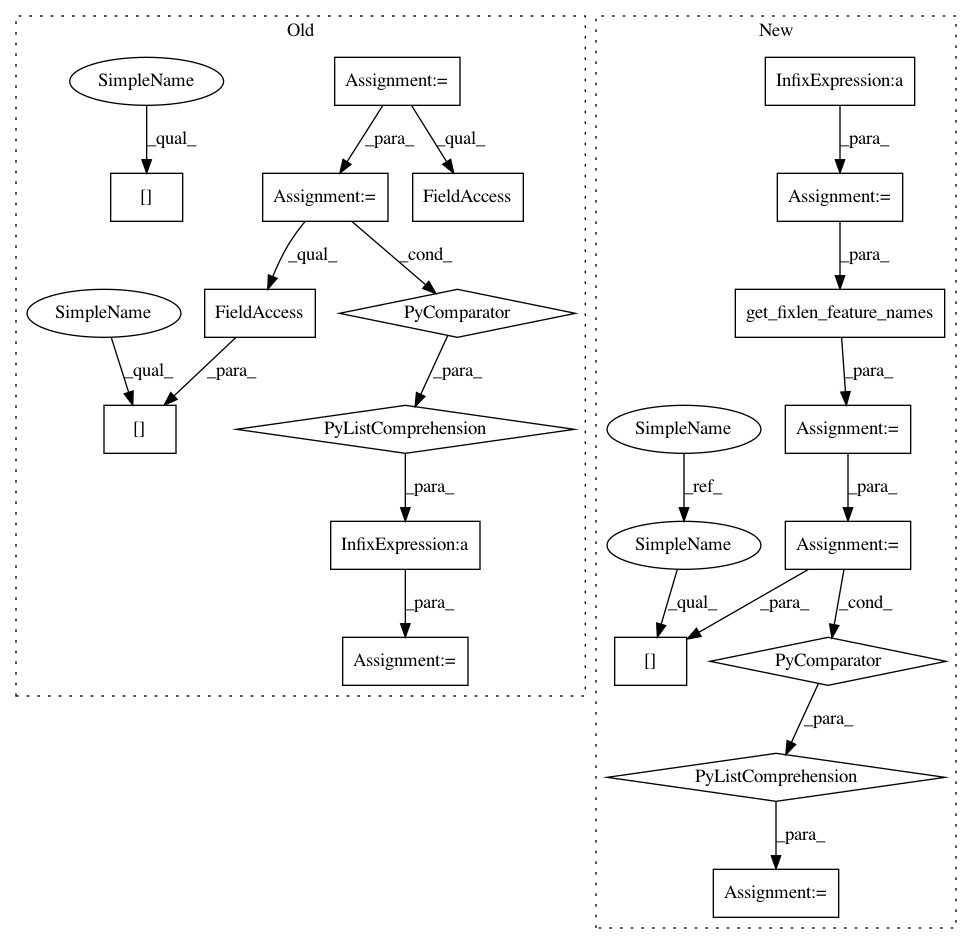 Old
New
SimpleName
Assignment:=
InfixExpression:a
_qual_
_para_
_qual_
_para_
[]
Assignment:=
FieldAccess
Assignment:=
_qual_
_cond_
_para_
SimpleName
FieldAccess
PyComparator
get_fixlen_feature_names
_qual_
_para_
_para_
_para_
[]
PyListComprehension
SimpleName
Assignment:=
_para_
_ref_
_para_
InfixExpression:a
SimpleName
Assignment:=
_para_
_qual_
_para_
_cond_
Assignment:=
[]
PyComparator
_para_
PyListComprehension
_para_
Assignment:=